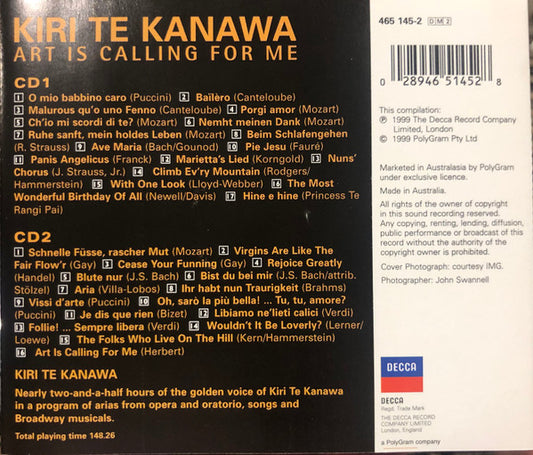 KIRI TE KANAWA
ART IS CALLING FOR ME
CD1
1 O mio babbino caro (Puccini) 2 Baïlèro (Canteloube)
3 Malurous qu'o uno Fenno (Canteloube) 4 Porgi amor (Mozart)
5 Ch'io mi scordi di te? (Mozart) 6 Nemht meinen Dank (Mozart)
7 Ruhe sanft, mein holdes Leben (Mozart) 8 Beim Schlafengehen
(R. Strauss) 9 Ave Maria (Bach/Gounod) 10 Pie Jesu (Fauré)
11 Panis Angelicus (Franck) 12 Marietta's Lied (Korngold) 13 Nuns'
Chorus (J. Strauss, Jr.) 14 Climb Ev'ry Mountain (Rodgers/
Hammerstein) 15 With One Look (Lloyd-Webber) 16 The Most
Wonderful Birthday Of All (Newell/Davis) 17 Hine e hine (Princess Te
Rangi Pai)
CD2
1 Schnelle Füsse, rascher Mut (Mozart) 2 Virgins Are Like The
Fair Flow'r (Gay) 3 Cease Your Funning (Gay) 4 Rejoice Greatly
(Handel) 5 Blute nur (J.S. Bach) 6 Bist du bei mir (J.S. Bach/attrib.
Stölzel) 7 Aria (Villa-Lobos) 8 Ihr habt nun Traurigkeit (Brahms)
9 Vissi d'arte (Puccini) 10 Oh, sarò la più bella! ... Tu, tu, amore?
(Puccini) 11 Je dis que rien (Bizet) 12 Libiamo ne'lieti calici (Verdi)
13 Follie! ... Sempre libera (Verdi) 14 Wouldn't It Be Loverly? (Lerner/
Loewe) 15 The Folks Who Live On The Hill (Kern/Hammerstein)
16 Art Is Calling For Me (Herbert)
KIRI TE KANAWA
Nearly two-and-a-half hours of the golden voice of Kiri Te Kanawa
in a program of arias from opera and oratorio, songs and
Broadway musicals.
Total playing time 148.26
465 145-2 DM2
0 28946 51452 8
This compilation:
℗ 1999 The Decca Record Company
Limited, London
© 1999 PolyGram Pty Ltd
Marketed in Australasia by PolyGram
under exclusive licence.
Made in Australia.
All rights of the owner of copyright
in this sound recording reserved.
Any copying, renting, lending, diffusion,
public performance or broadcast of this
record without the authority of the
copyright owner is prohibited.
Cover Photograph: courtesy IMG.
Photographer: John Swannell
DECCA
DECCA
Regd. Trade Mark
THE DECCA RECORD
COMPANY LIMITED
London, England
a PolyGram company